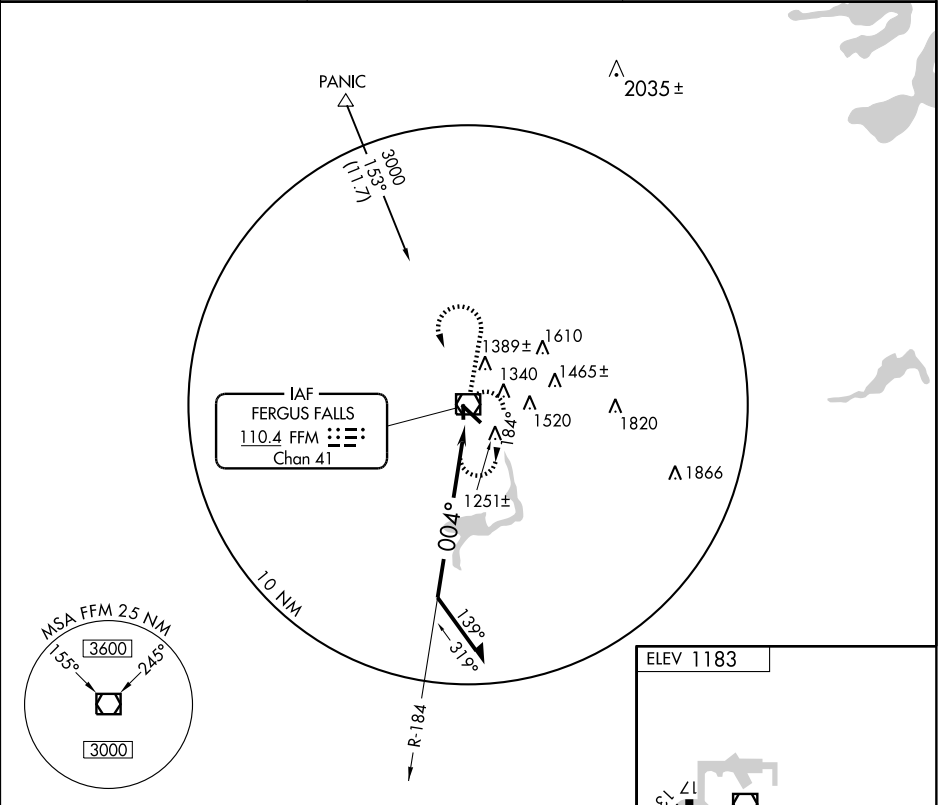 PANIC
2035 ±
3000
153°
(11.7)
1389 ±
1610
1340
1465 ±
IAF
FERGUS FALLS
110.4 FFM
Chan 41
1520
1820
184°
1866
1251±
004°
10 NM
139°
319°
MSA FFM 25 NM
3600
155°
245°
3000
R-184
ELEV 1183
17
13